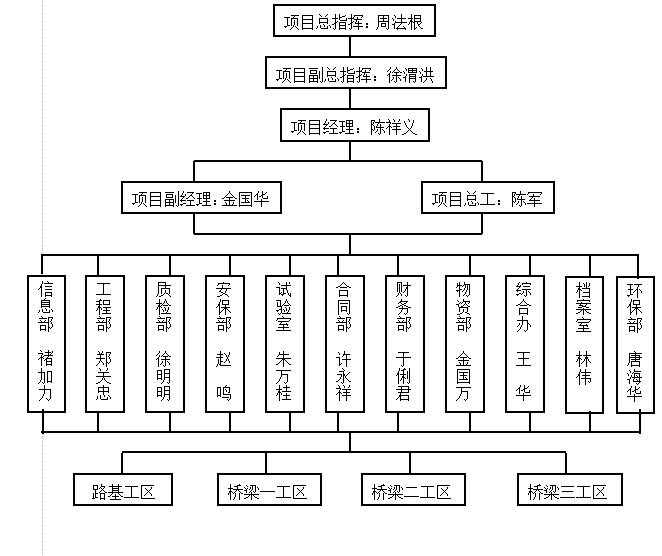 项目总指挥：周法根
项目副总指挥：徐渭洪
项目经理：陈祥义
项目副经理：金国华
项目总工：陈军
信息部 褚加力
工程部 郑关忠
质检部 徐明明
安保部 赵 鸣
试验室 朱万桂
合同部 许永祥
财务部 于俐君
物资部 金国万
综合办 王 华
档案室 林伟
环保部 唐海华
路基工区
桥梁一工区
桥梁二工区
桥梁三工区